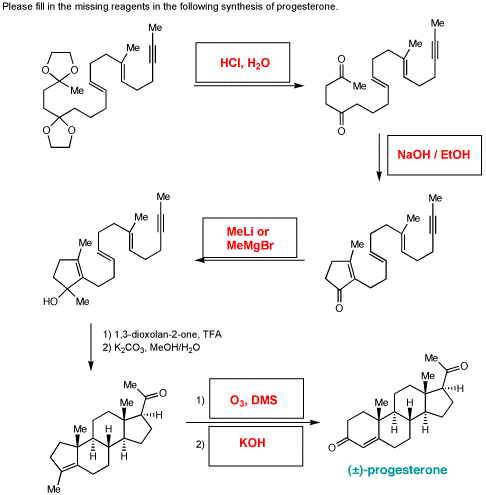 Please fill in the missing reagents in the following synthesis of progesterone.
Me
Me
O O
Me
O O
HCl, H2O
Me
Me
O
Me
O
NaOH / EtOH
Me
Me
Me
HO Me
MeLi or
MeMgBr
Me
Me
Me
O
1) 1,3-dioxolan-2-one, TFA
2) K2CO3, MeOH/H2O
Me
O
Me
H
Me
H
H H
Me
1) O3, DMS
2) KOH
Me
O
Me
H
Me
H
H H
O
(±)-progesterone